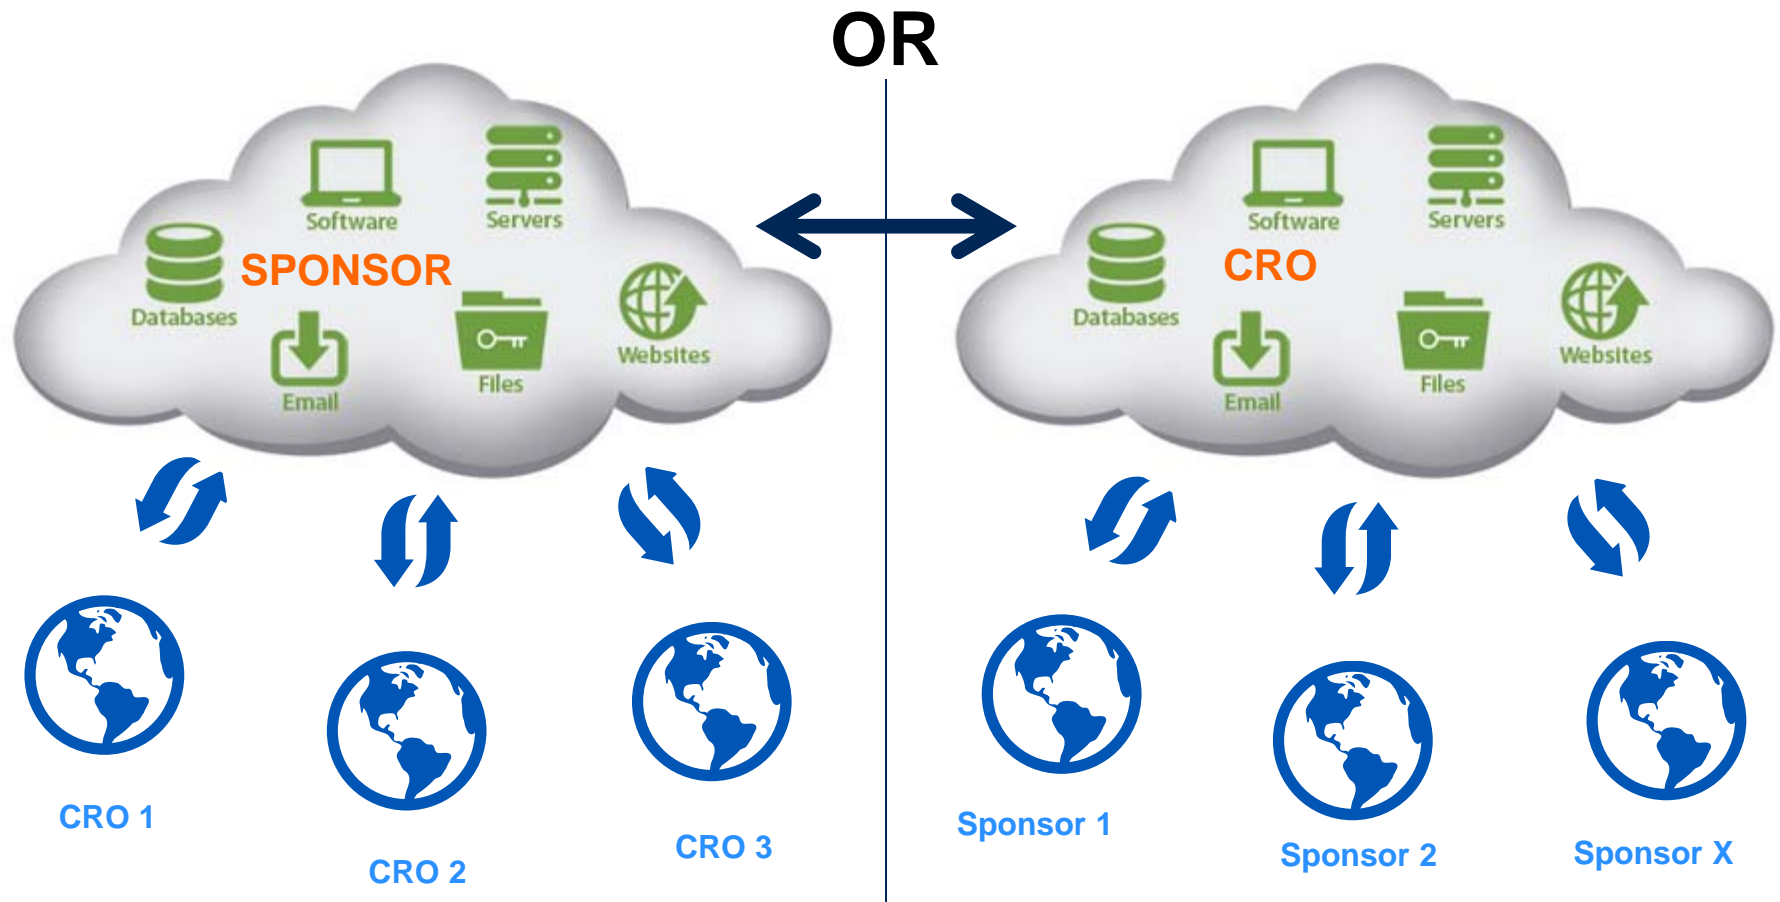 OR
Software
Servers
SPONSOR
Databases
Email
Files
Websites
CRO 1
CRO 2
CRO 3
Software
Servers
CRO
Databases
Email
Files
Websites
Sponsor 1
Sponsor 2
Sponsor X